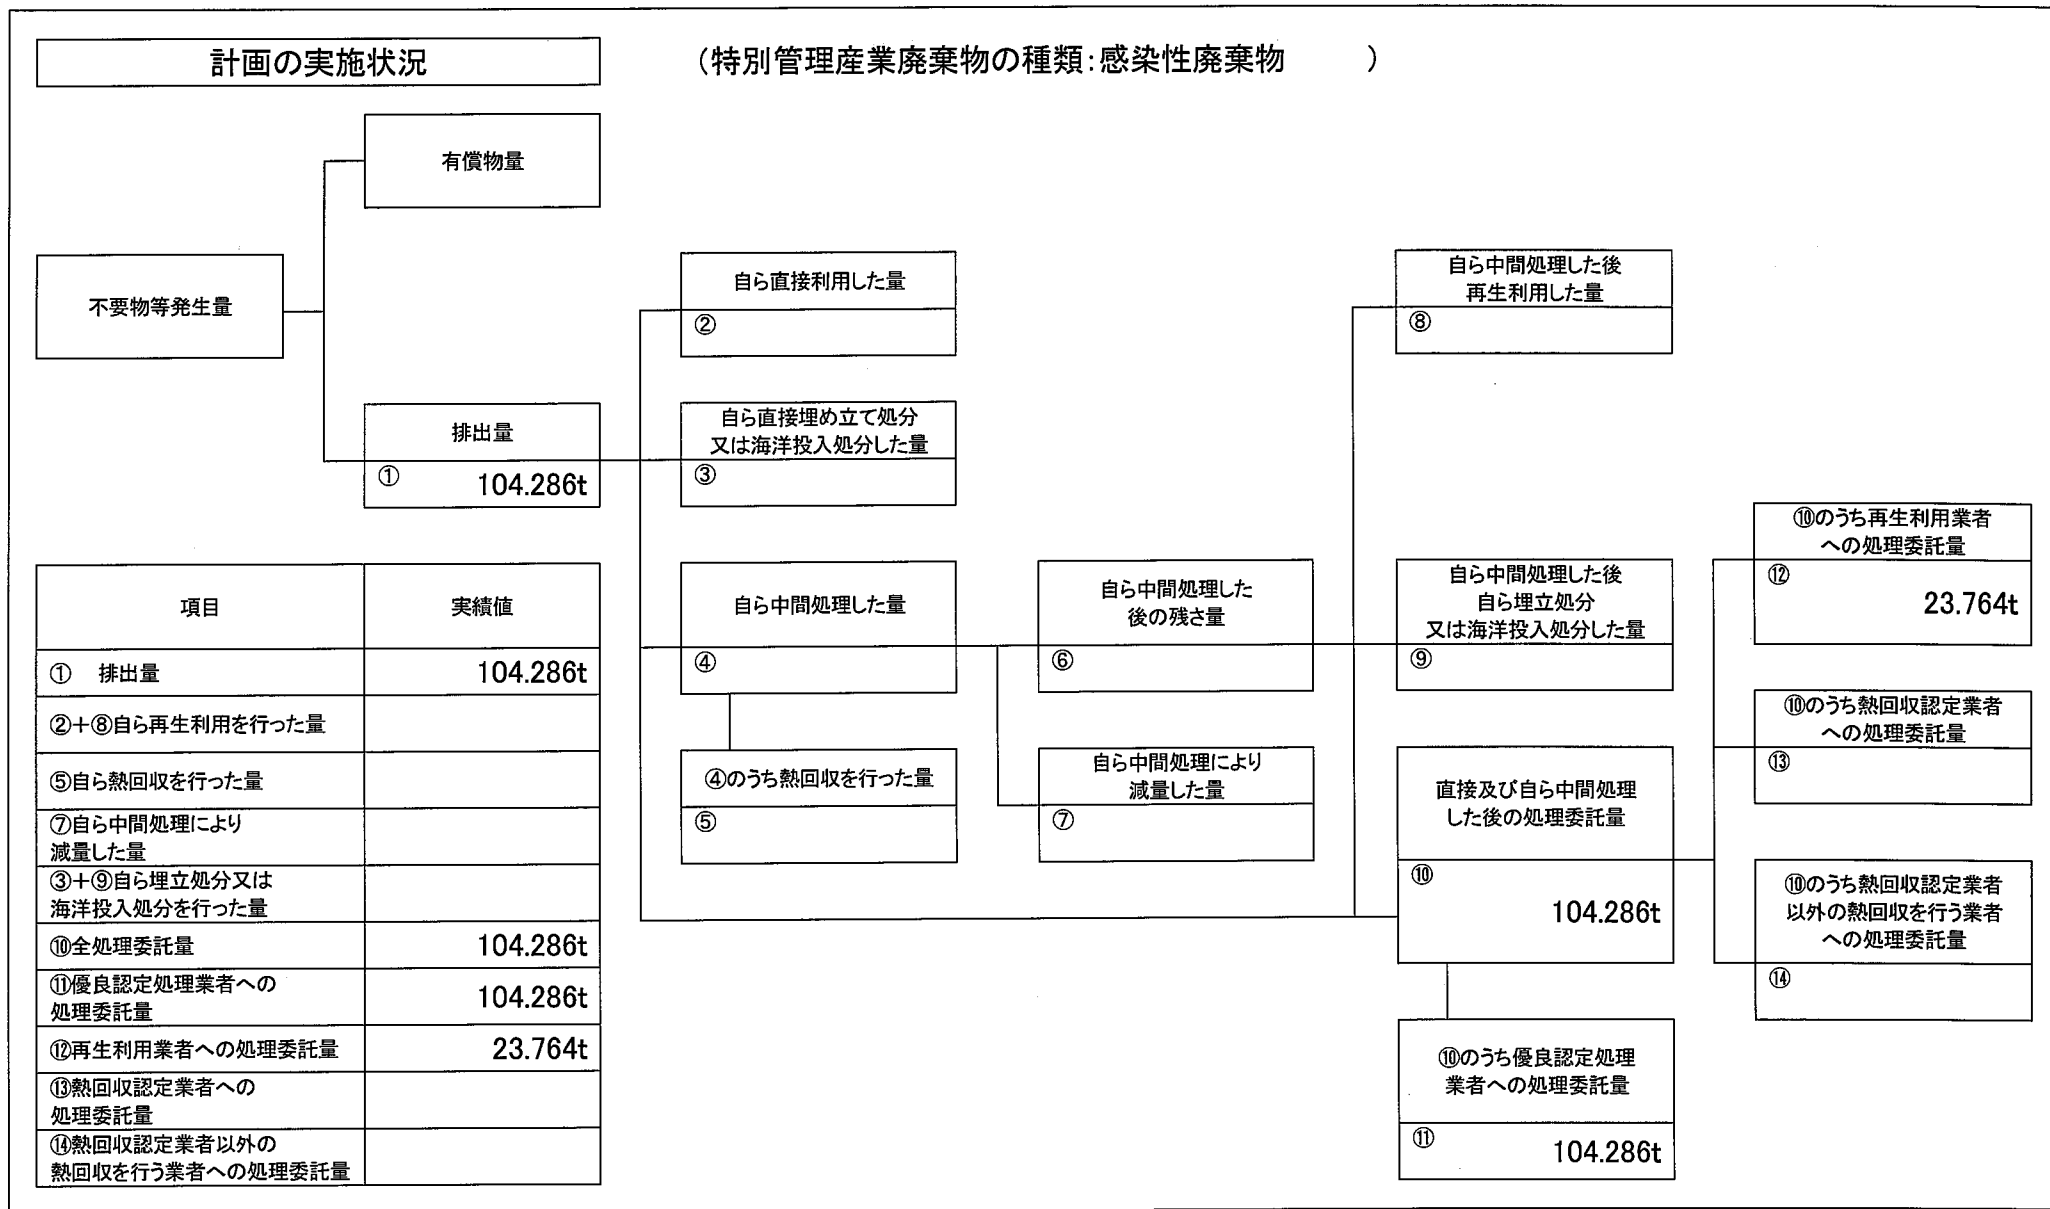 計画の実施状況
（特別管理産業廃棄物の種類：感染性廃棄物　　　）
有償物量
不要物等発生量
排出量
① 104.286t
自ら直接利用した量
②
自ら直接埋め立て処分
又は海洋投入処分した量
③
自ら中間処理した量
④
④のうち熱回収を行った量
⑤
自ら中間処理した
後の残さ量
⑥
自ら中間処理により
減量した量
⑦
自ら中間処理した後
再生利用した量
⑧
自ら中間処理した後
自ら埋立処分
又は海洋投入処分した量
⑨
直接及び自ら中間処理
した後の処理委託量
⑩
104.286t
⑩のうち優良認定処理
業者への処理委託量
⑪ 104.286t
⑩のうち再生利用業者
への処理委託量
⑫
23.764t
⑩のうち熱回収認定業者
への処理委託量
⑬
⑩のうち熱回収認定業者
以外の熱回収を行う業者
への処理委託量
⑭
項目 実績値
① 排出量 104.286t
②＋⑧自ら再生利用を行った量
⑤自ら熱回収を行った量
⑦自ら中間処理により
減量した量
③＋⑨自ら埋立処分又は
海洋投入処分を行った量
⑩全処理委託量 104.286t
⑪優良認定処理業者への
処理委託量 104.286t
⑫再生利用業者への処理委託量 23.764t
⑬熱回収認定業者への
処理委託量
⑭熱回収認定業者以外の
熱回収を行う業者への処理委託量